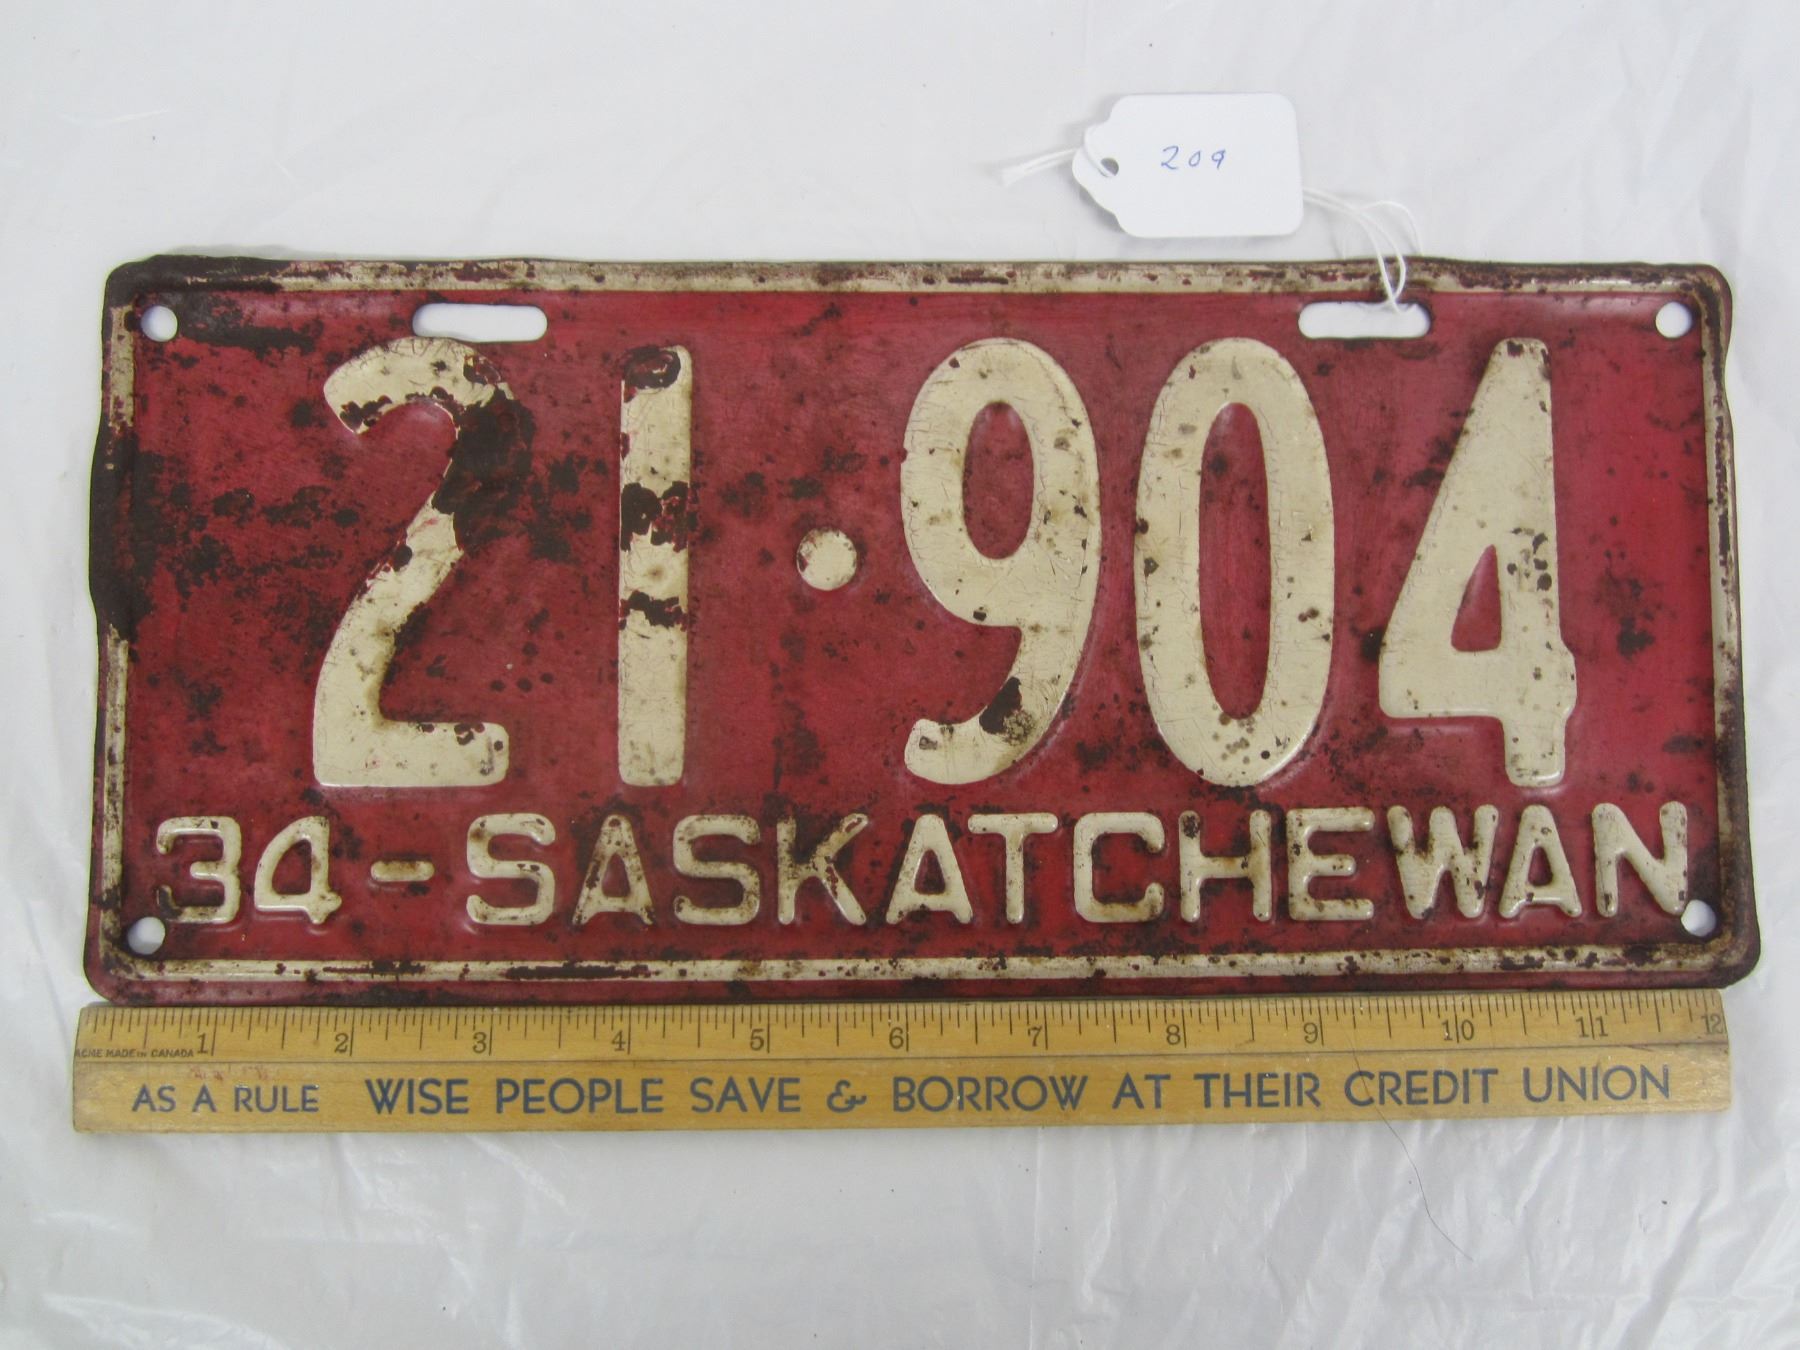 209
21·904
34-SASKATCHEWAN
1 2 3 4 5 6 7 8 9 10 11 12
ACME MADE IN CANADA
AS A RULE WISE PEOPLE SAVE & BORROW AT THEIR CREDIT UNION